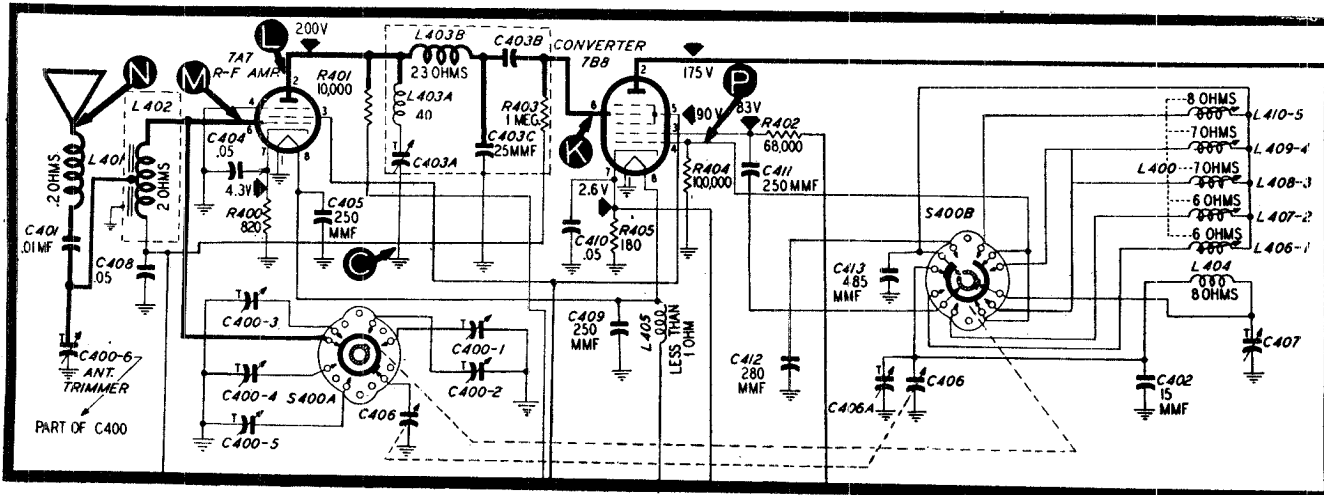 L
200V
7A7
R-F AMP.
L403B
23 OHMS
C403B
CONVERTER
7B8
2
175 V
N
M
L402
R401
10,000
L403A
40
R403
1 MEG.
C403C
25MMF
C403A
K
P
90V
83V
R402
68,000
C411
250 MMF
R404
100,000
8 OHMS
L410-5
7 OHMS
L409-4
L400
7 OHMS
L408-3
6 OHMS
L407-2
6 OHMS
L406-1
L404
8 OHMS
L401
.2 OHMS
2 OHMS
C404
.05
4.3V
R400
820
C405
250
MMF
C
2.6 V
R405
180
C410
.05
C401
.01MF
C408
.05
S400B
C413
485
MMF
C400-3
C400-1
C400-4
C400-2
S400A
C400-5
C406
T
C400-6
ANT.
TRIMMER
PART OF C400
C409
250
MMF
L405
LESS THAN
1 OHM
C412
280
MMF
C406A
C406
C402
15
MMF
C407